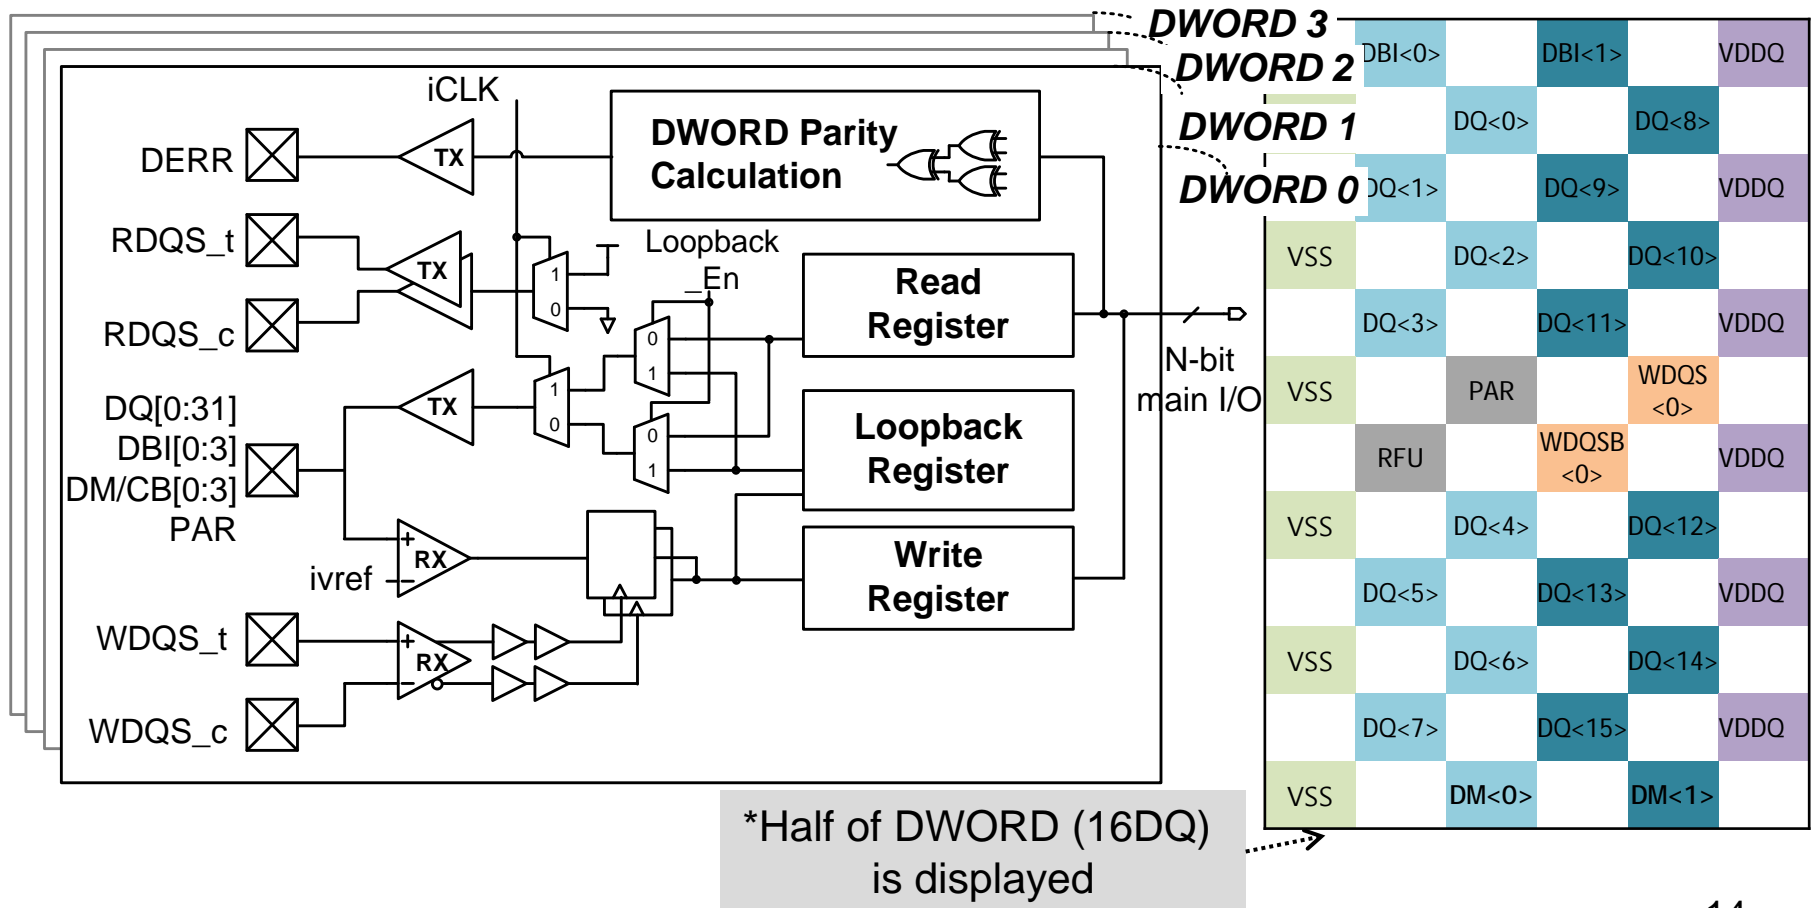 DWORD 3
DWORD 2
DWORD 1
DWORD 0
iCLK
DERR
TX
DWORD Parity
Calculation
RDQS_t
RDQS_c
TX
1
0
Loopback
_En
0
1
Read
Register
N-bit
main I/O
DQ[0:31]
DBI[0:3]
DM/CB[0:3]
PAR
TX
1
0
0
1
Loopback
Register
ivref
+
−
RX
Write
Register
WDQS_t
WDQS_c
+
−
RX
DBI<0> DBI<1> VDDQ
DQ<0> DQ<8>
DQ<1> DQ<9> VDDQ
VSS DQ<2> DQ<10>
DQ<3> DQ<11> VDDQ
VSS PAR WDQS
<0>
RFU WDQSB
<0> VDDQ
VSS DQ<4> DQ<12>
DQ<5> DQ<13> VDDQ
VSS DQ<6> DQ<14>
DQ<7> DQ<15> VDDQ
VSS DM<0> DM<1>
*Half of DWORD (16DQ)
is displayed